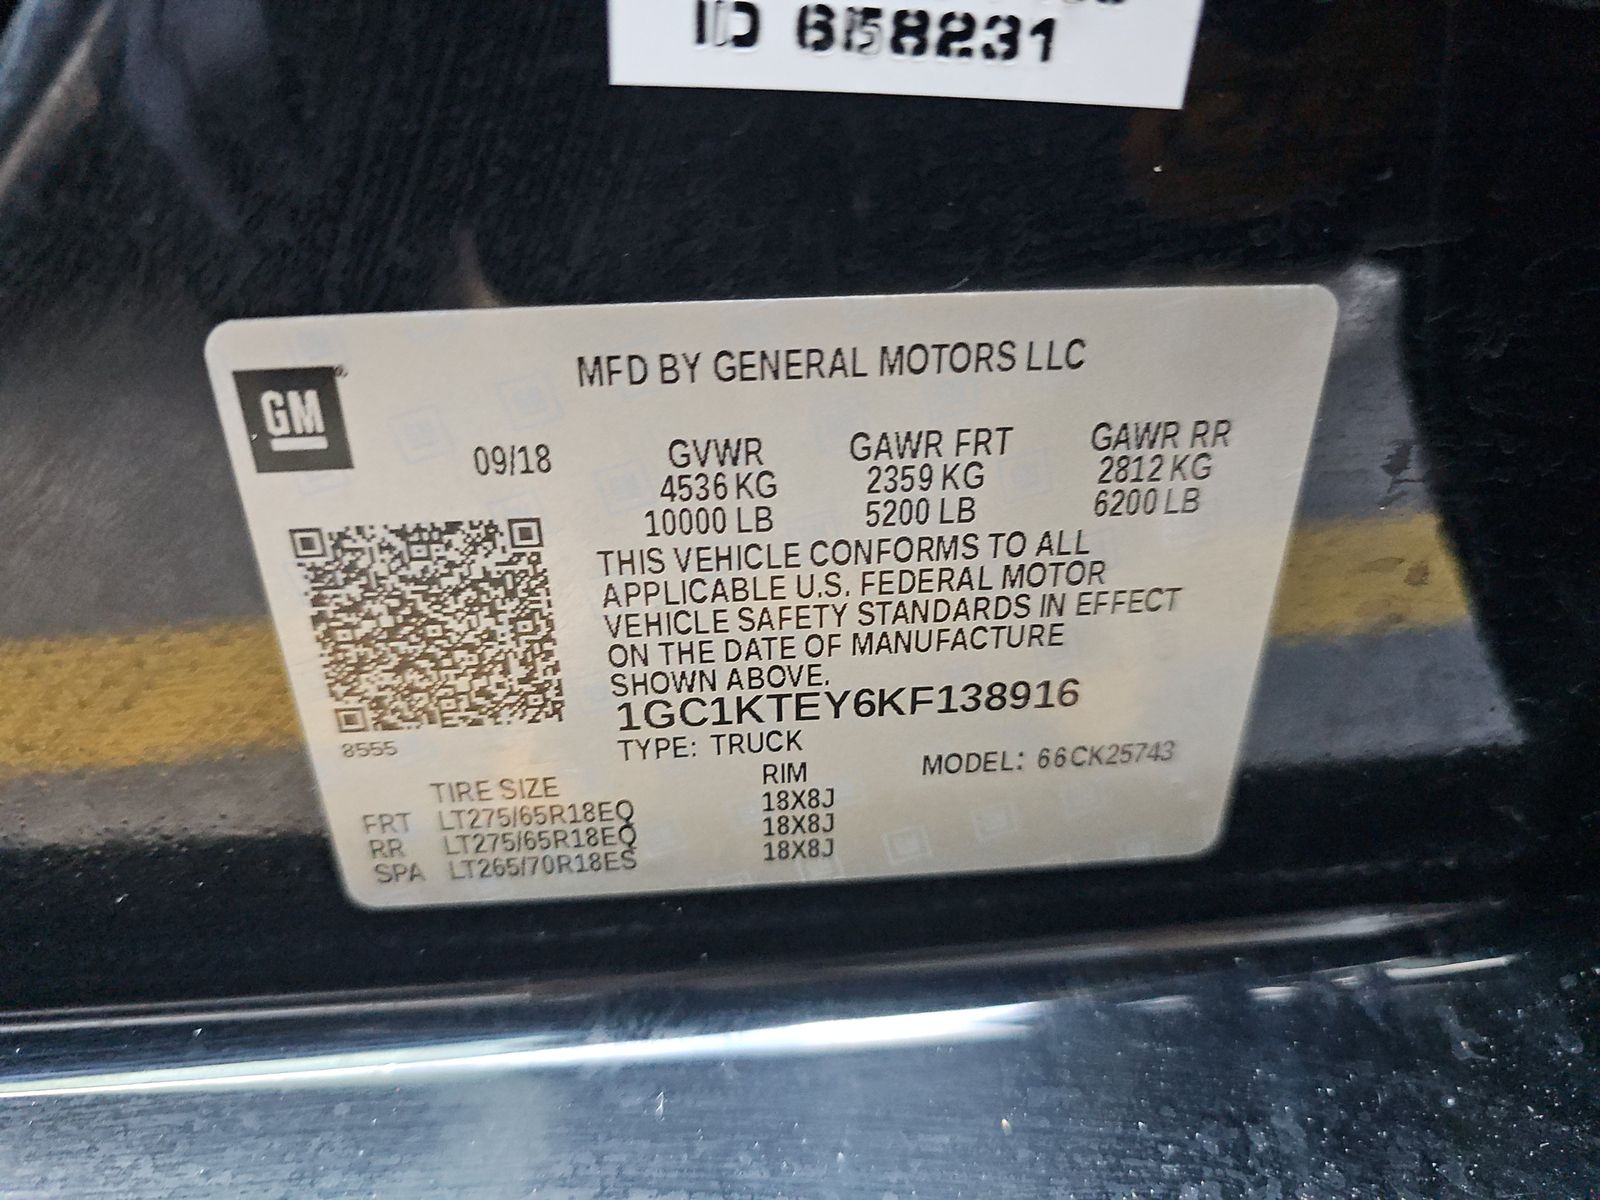 ID 658231
GM
MFD BY GENERAL MOTORS LLC
09/18
GVWR GAWR FRT GAWR RR
4536 KG 2359 KG 2812 KG
10000 LB 5200 LB 6200 LB
THIS VEHICLE CONFORMS TO ALL
APPLICABLE U.S. FEDERAL MOTOR
VEHICLE SAFETY STANDARDS IN EFFECT
ON THE DATE OF MANUFACTURE
SHOWN ABOVE.
1GC1KTEY6KF138916
8555
TYPE: TRUCK MODEL: 66CK25743
TIRE SIZE RIM
FRT LT275/65R18EQ 18X8J
RR LT275/65R18EQ 18X8J
SPA LT265/70R18ES 18X8J